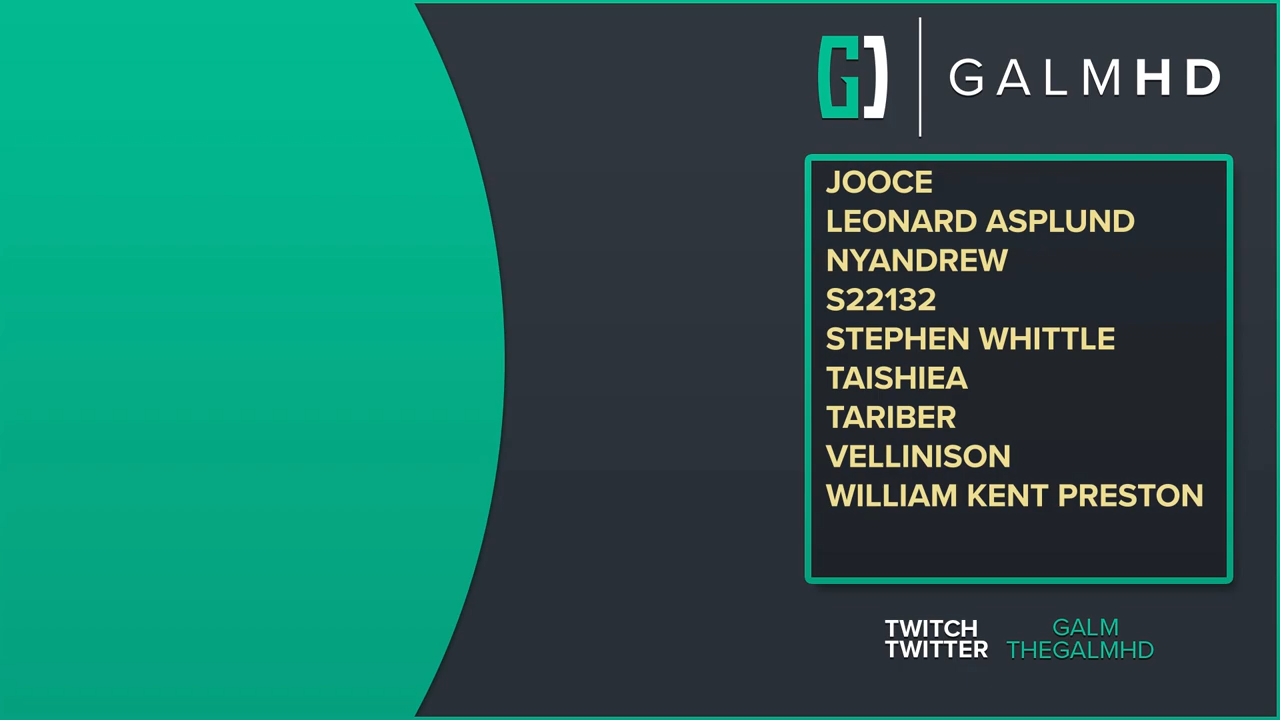 GALMHD
JOOCE
LEONARD ASPLUND
NYANDREW
S22132
STEPHEN WHITTLE
TAISHIEA
TARIBER
VELLINISON
WILLIAM KENT PRESTON
TWITCH GALM
TWITTER THEGALMHD